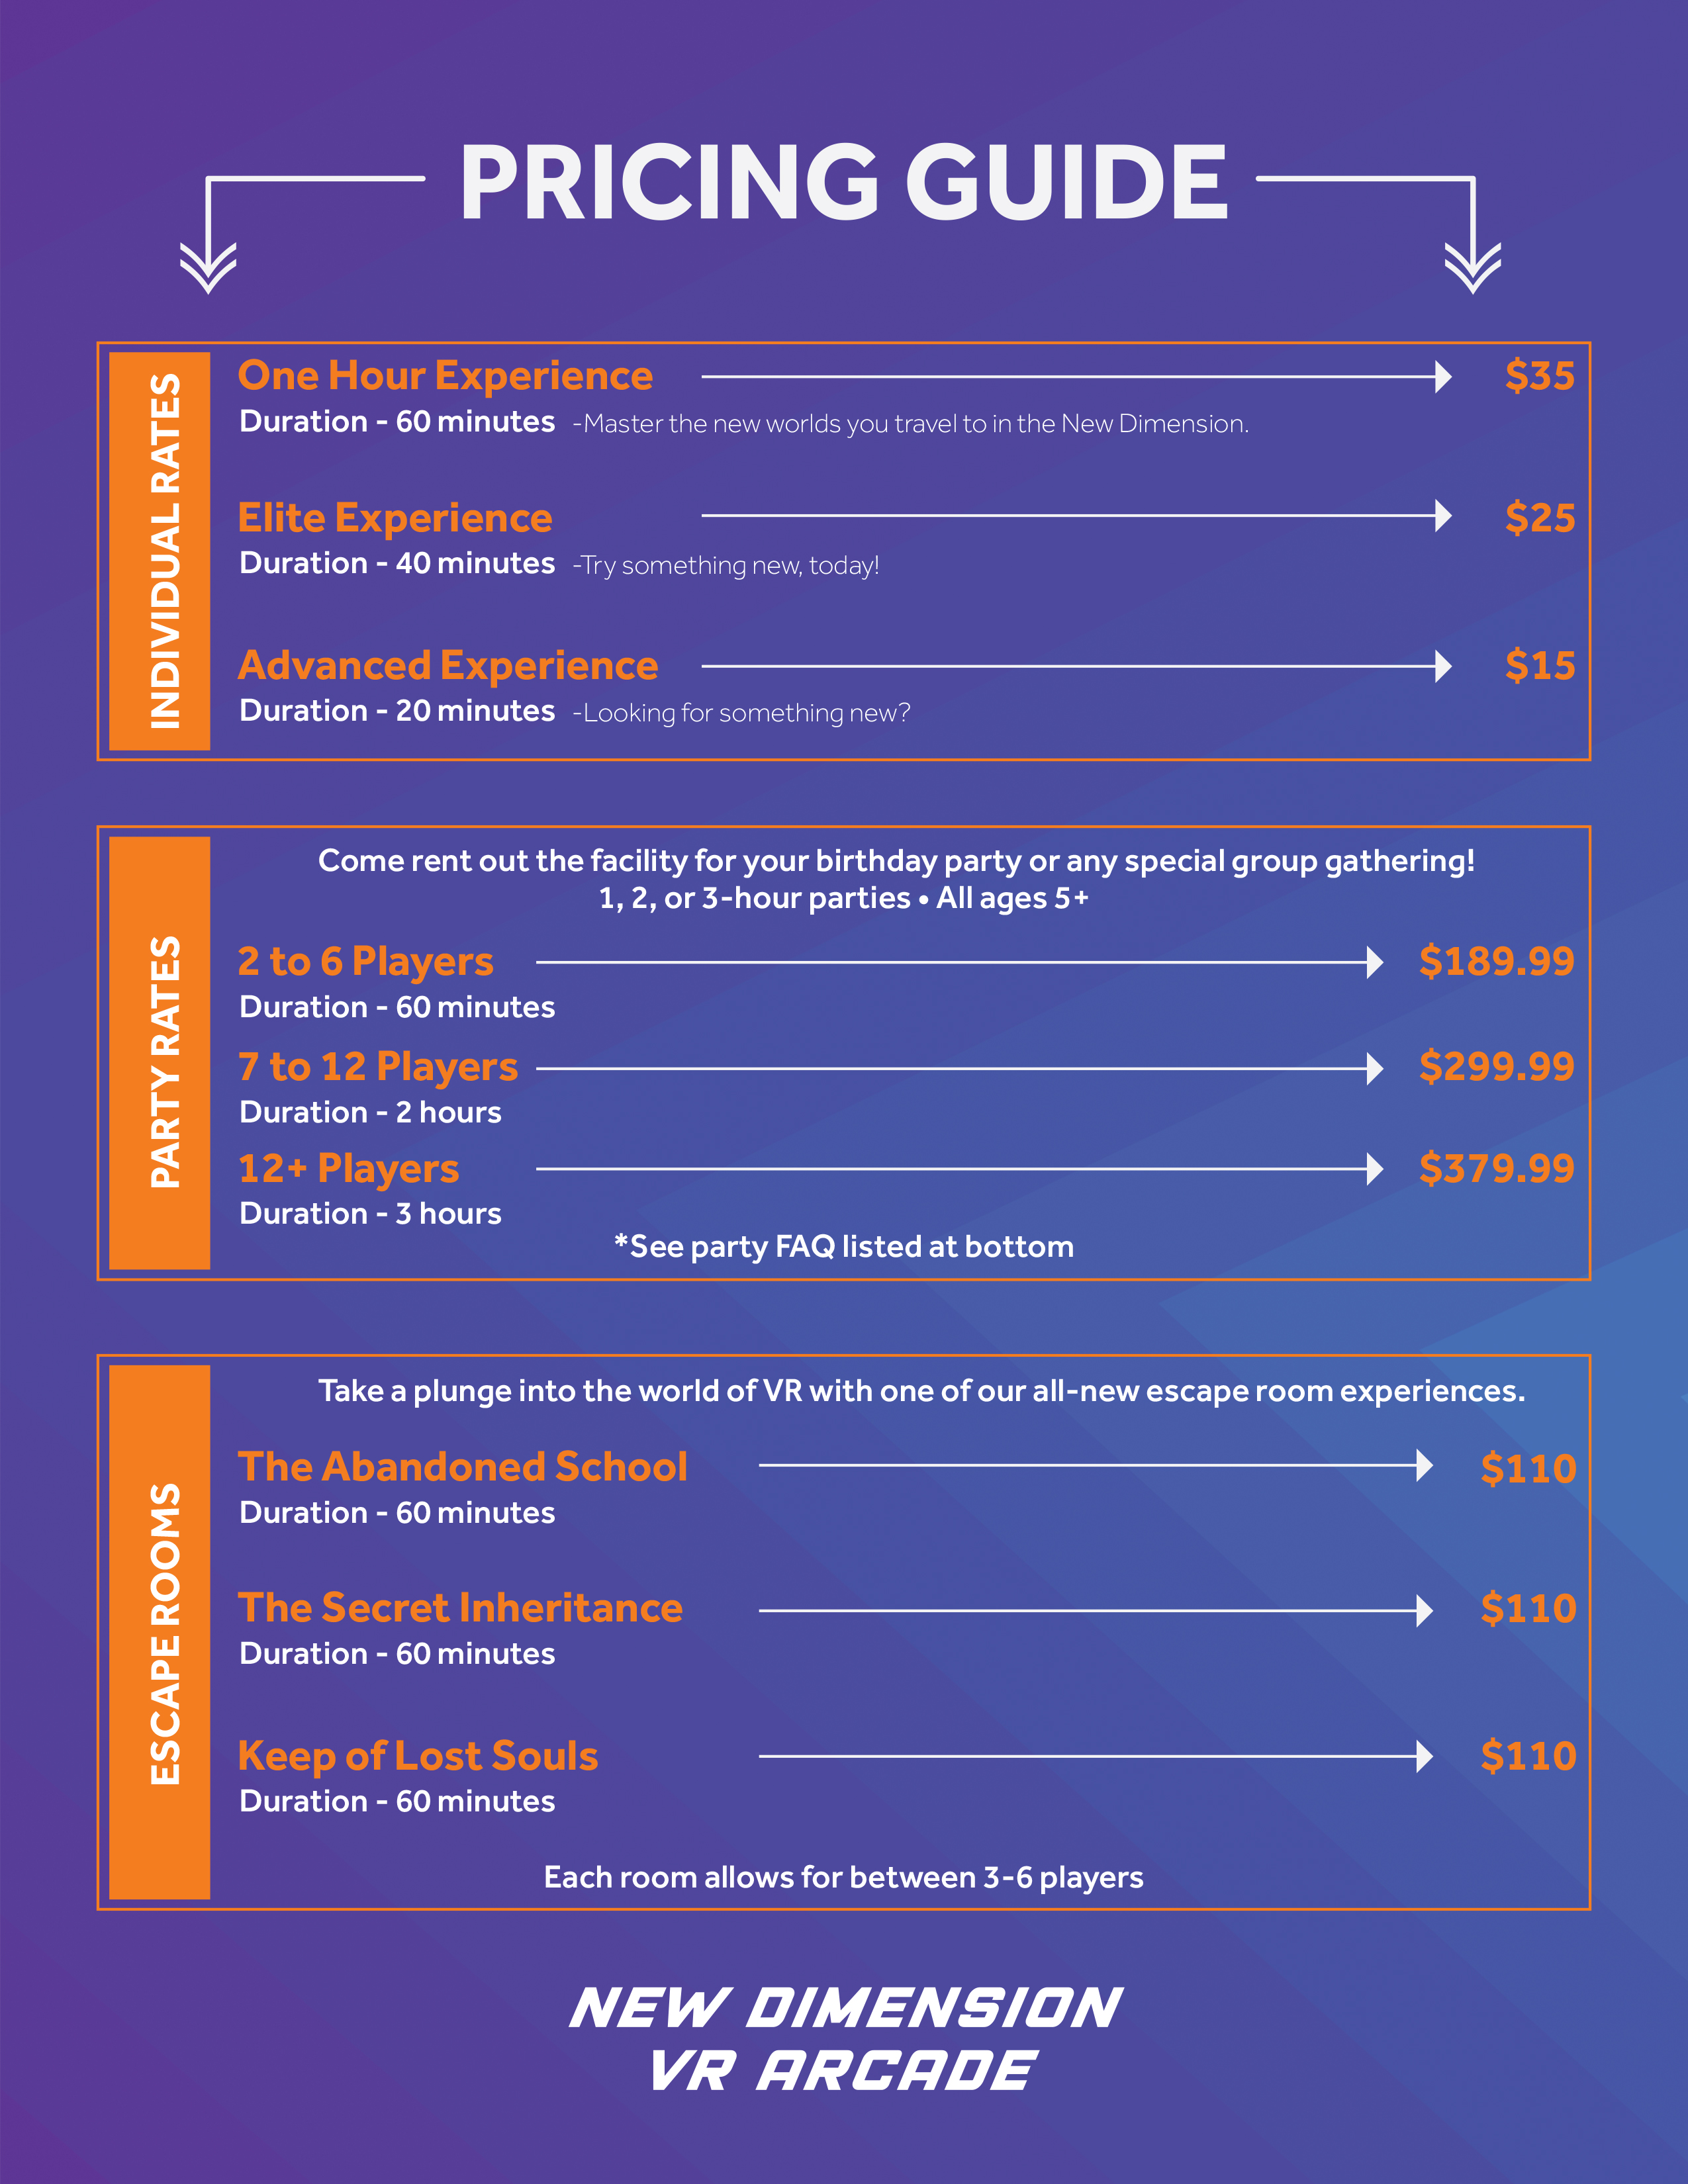 PRICING GUIDE
INDIVIDUAL RATES
One Hour Experience $35
Duration - 60 minutes -Master the new worlds you travel to in the New Dimension.
Elite Experience $25
Duration - 40 minutes -Try something new, today!
Advanced Experience $15
Duration - 20 minutes -Looking for something new?
PARTY RATES
Come rent out the facility for your birthday party or any special group gathering!
1, 2, or 3-hour parties • All ages 5+
2 to 6 Players $189.99
Duration - 60 minutes
7 to 12 Players $299.99
Duration - 2 hours
12+ Players $379.99
Duration - 3 hours
*See party FAQ listed at bottom
ESCAPE ROOMS
Take a plunge into the world of VR with one of our all-new escape room experiences.
The Abandoned School $110
Duration - 60 minutes
The Secret Inheritance $110
Duration - 60 minutes
Keep of Lost Souls $110
Duration - 60 minutes
Each room allows for between 3-6 players
NEW DIMENSION
VR ARCADE